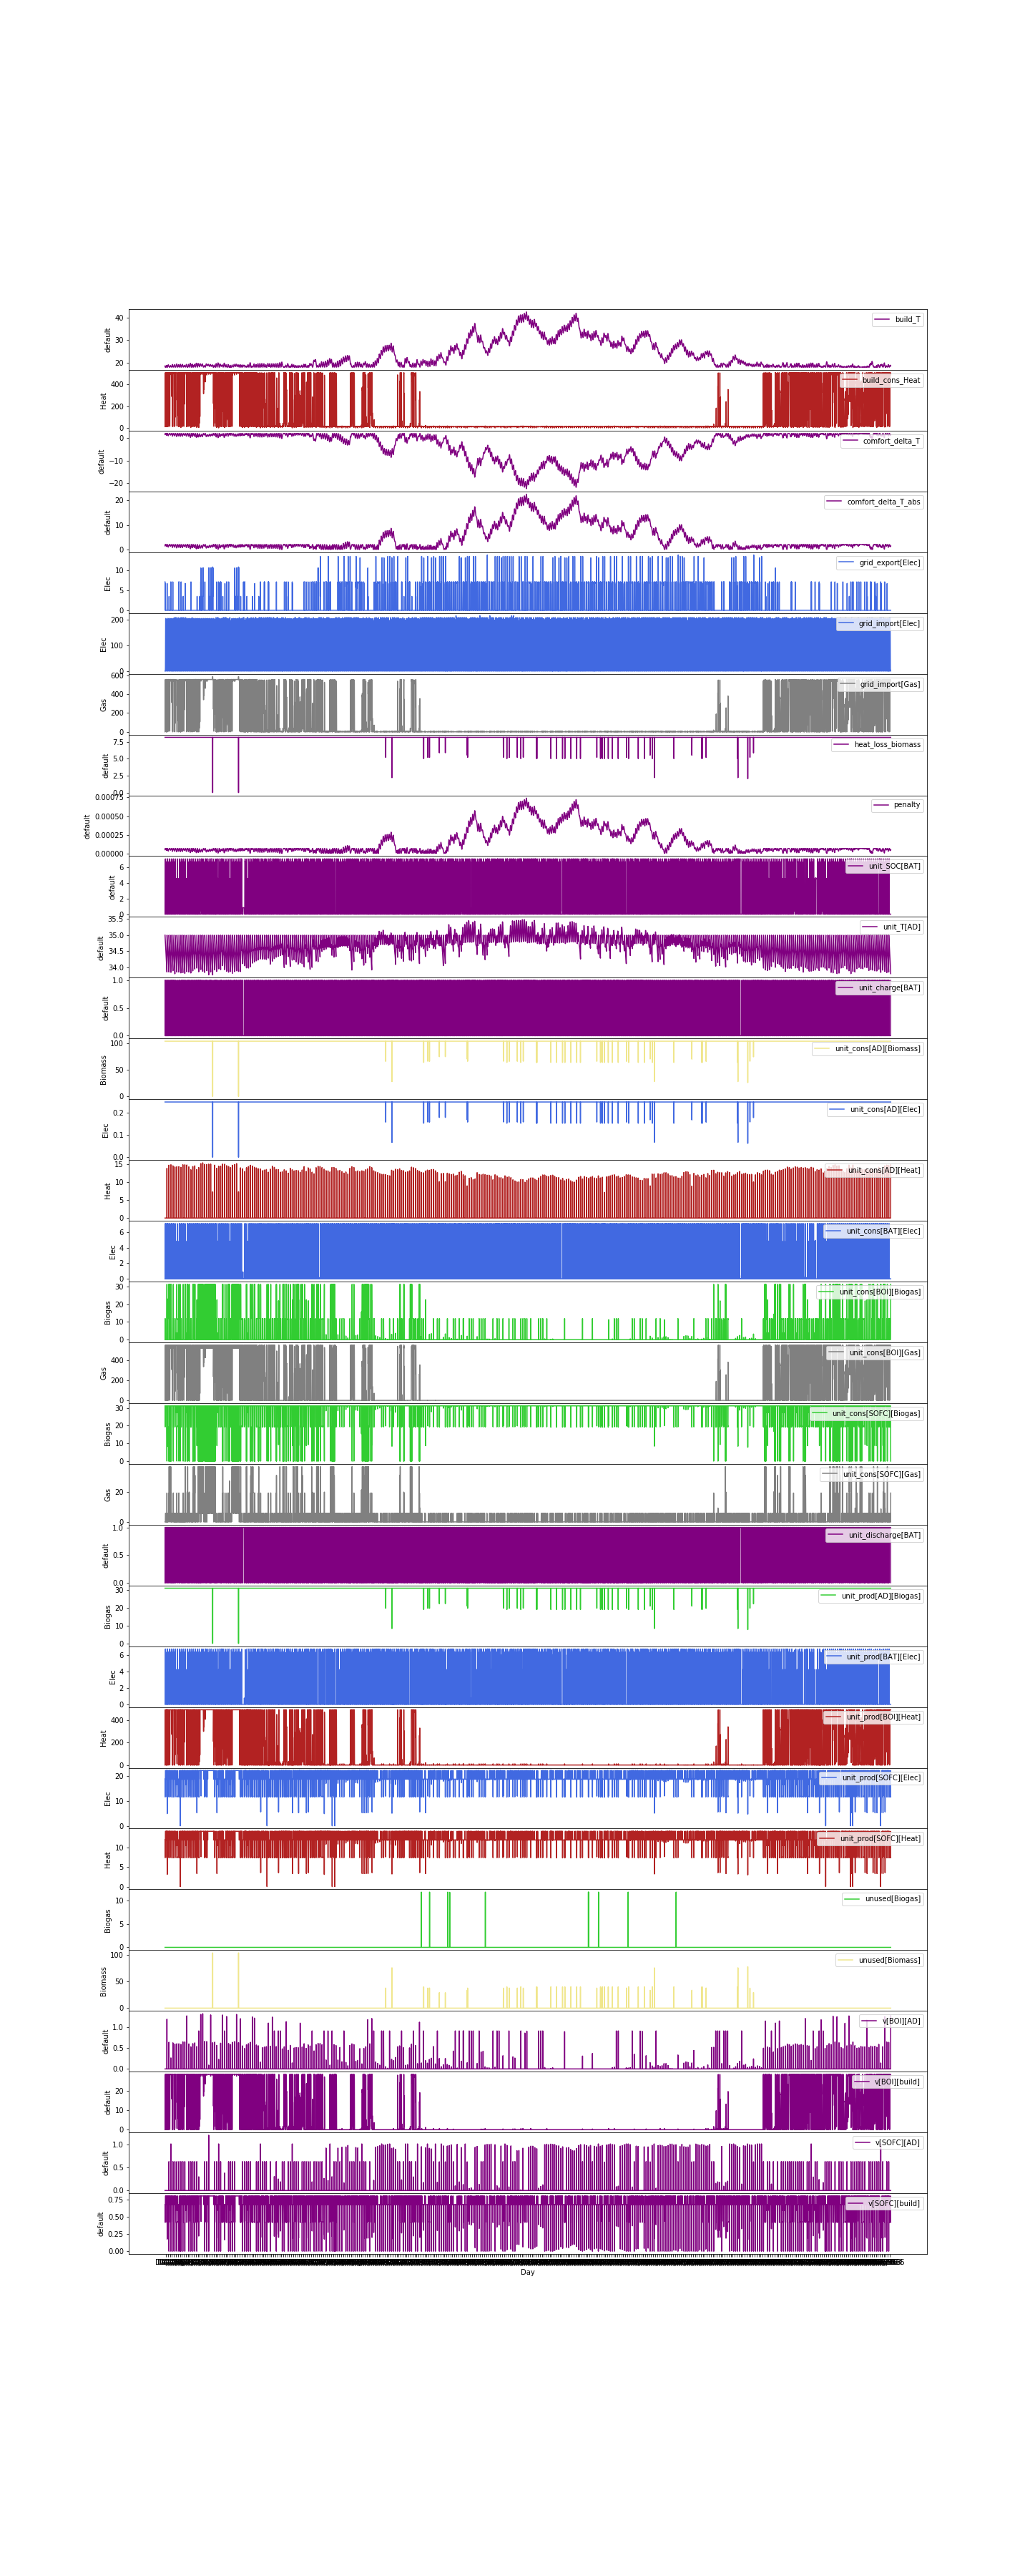 40
30
20
default
build_T
400
200
0
Heat
build_cons_Heat
0
−10
−20
default
comfort_delta_T
20
10
0
default
comfort_delta_T_abs
10
5
0
Elec
grid_export[Elec]
200
100
0
Elec
grid_import[Elec]
600
400
200
0
Gas
grid_import[Gas]
7.5
5.0
2.5
0.0
default
heat_loss_biomass
0.00075
0.00050
0.00025
0.00000
default
penalty
6
4
2
0
default
unit_SOC[BAT]
35.5
35.0
34.5
34.0
default
unit_T[AD]
1.0
0.5
0.0
default
unit_charge[BAT]
100
50
0
Biomass
unit_cons[AD][Biomass]
0.2
0.1
0.0
Elec
unit_cons[AD][Elec]
15
10
5
0
Heat
unit_cons[AD][Heat]
6
4
2
0
Elec
unit_cons[BAT][Elec]
30
20
10
0
Biogas
unit_cons[BOI][Biogas]
400
200
0
Gas
unit_cons[BOI][Gas]
30
20
10
0
Biogas
unit_cons[SOFC][Biogas]
20
0
Gas
unit_cons[SOFC][Gas]
1.0
0.5
0.0
default
unit_discharge[BAT]
30
20
10
0
Biogas
unit_prod[AD][Biogas]
6
4
2
0
Elec
unit_prod[BAT][Elec]
400
200
0
Heat
unit_prod[BOI][Heat]
20
10
0
Elec
unit_prod[SOFC][Elec]
10
5
0
Heat
unit_prod[SOFC][Heat]
10
5
0
Biogas
unused[Biogas]
100
50
0
Biomass
unused[Biomass]
1.0
0.5
0.0
default
v[BOI][AD]
20
10
0
default
v[BOI][build]
1.0
0.5
0.0
default
v[SOFC][AD]
0.75
0.50
0.25
0.00
default
v[SOFC][build]
Day